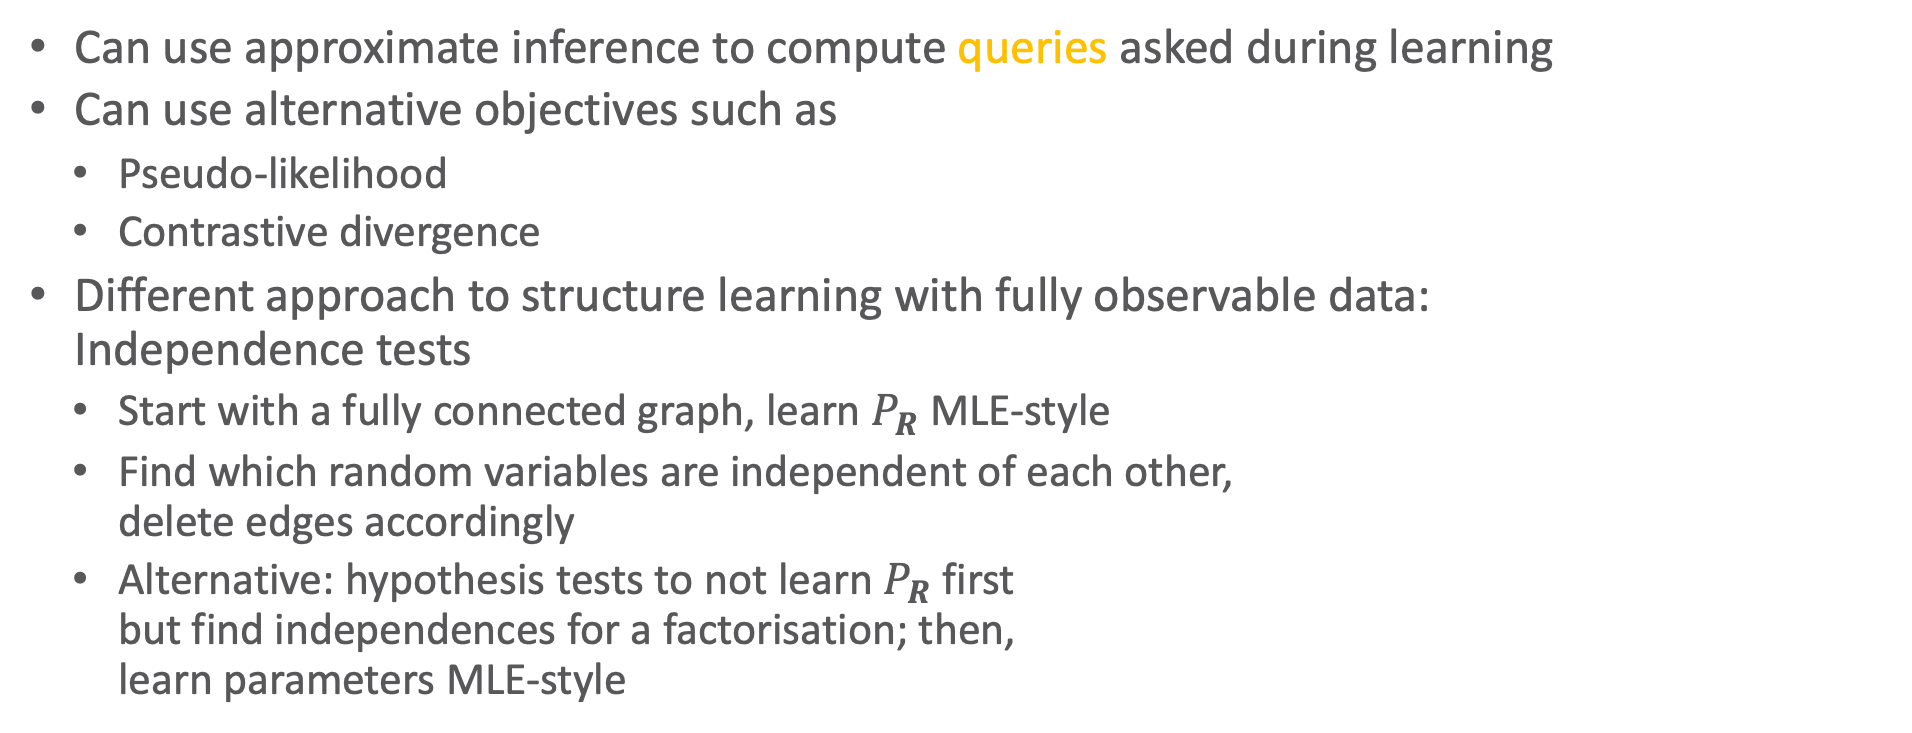 • Can use approximate inference to compute queries asked during learning
• Can use alternative objectives such as
• Pseudo-likelihood
• Contrastive divergence
• Different approach to structure learning with fully observable data:
Independence tests
• Start with a fully connected graph, learn P_R MLE-style
• Find which random variables are independent of each other,
delete edges accordingly
• Alternative: hypothesis tests to not learn P_R first
but find independences for a factorisation; then,
learn parameters MLE-style